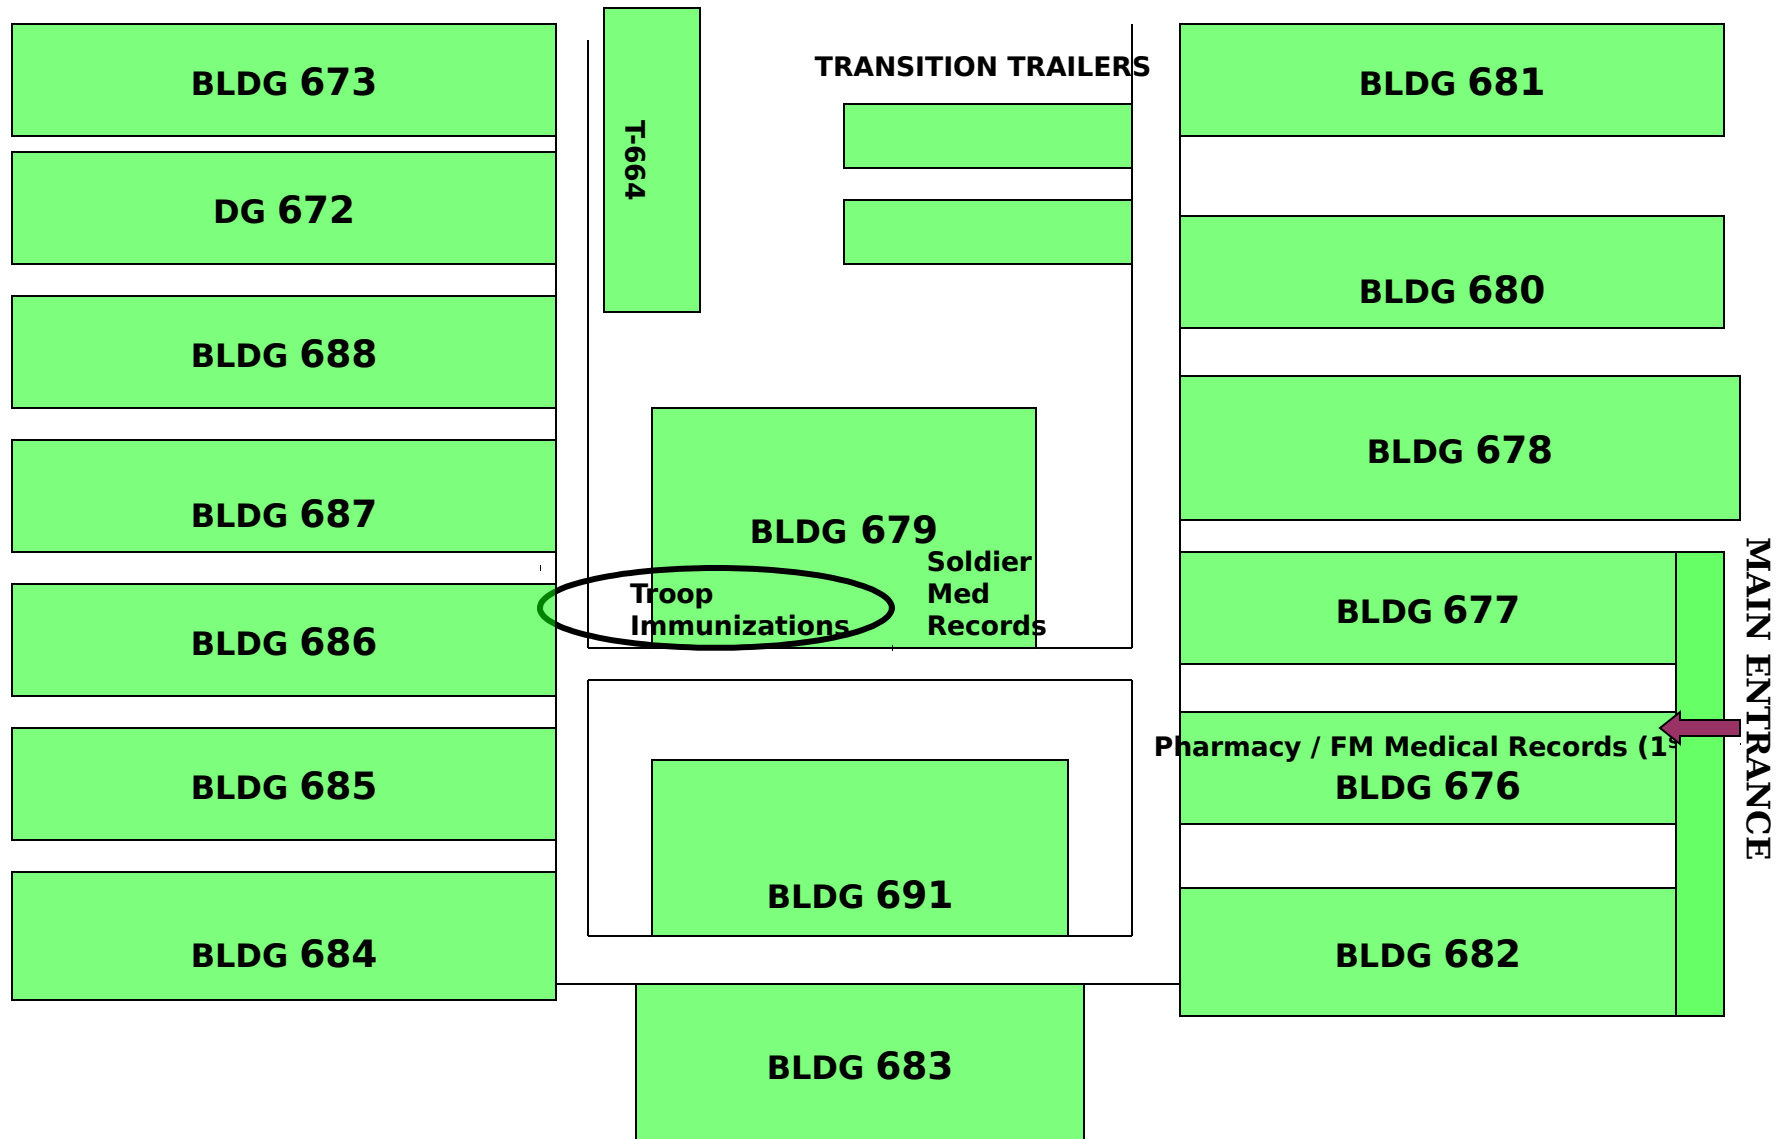 BLDG 673
DG 672
BLDG 688
BLDG 687
BLDG 686
BLDG 685
BLDG 684
T-664
TRANSITION TRAILERS
BLDG 679
Troop
Immunizations
Soldier
Med
Records
BLDG 691
BLDG 683
BLDG 681
BLDG 680
BLDG 678
BLDG 677
Pharmacy / FM Medical Records (1s
BLDG 676
BLDG 682
MAIN ENTRANCE